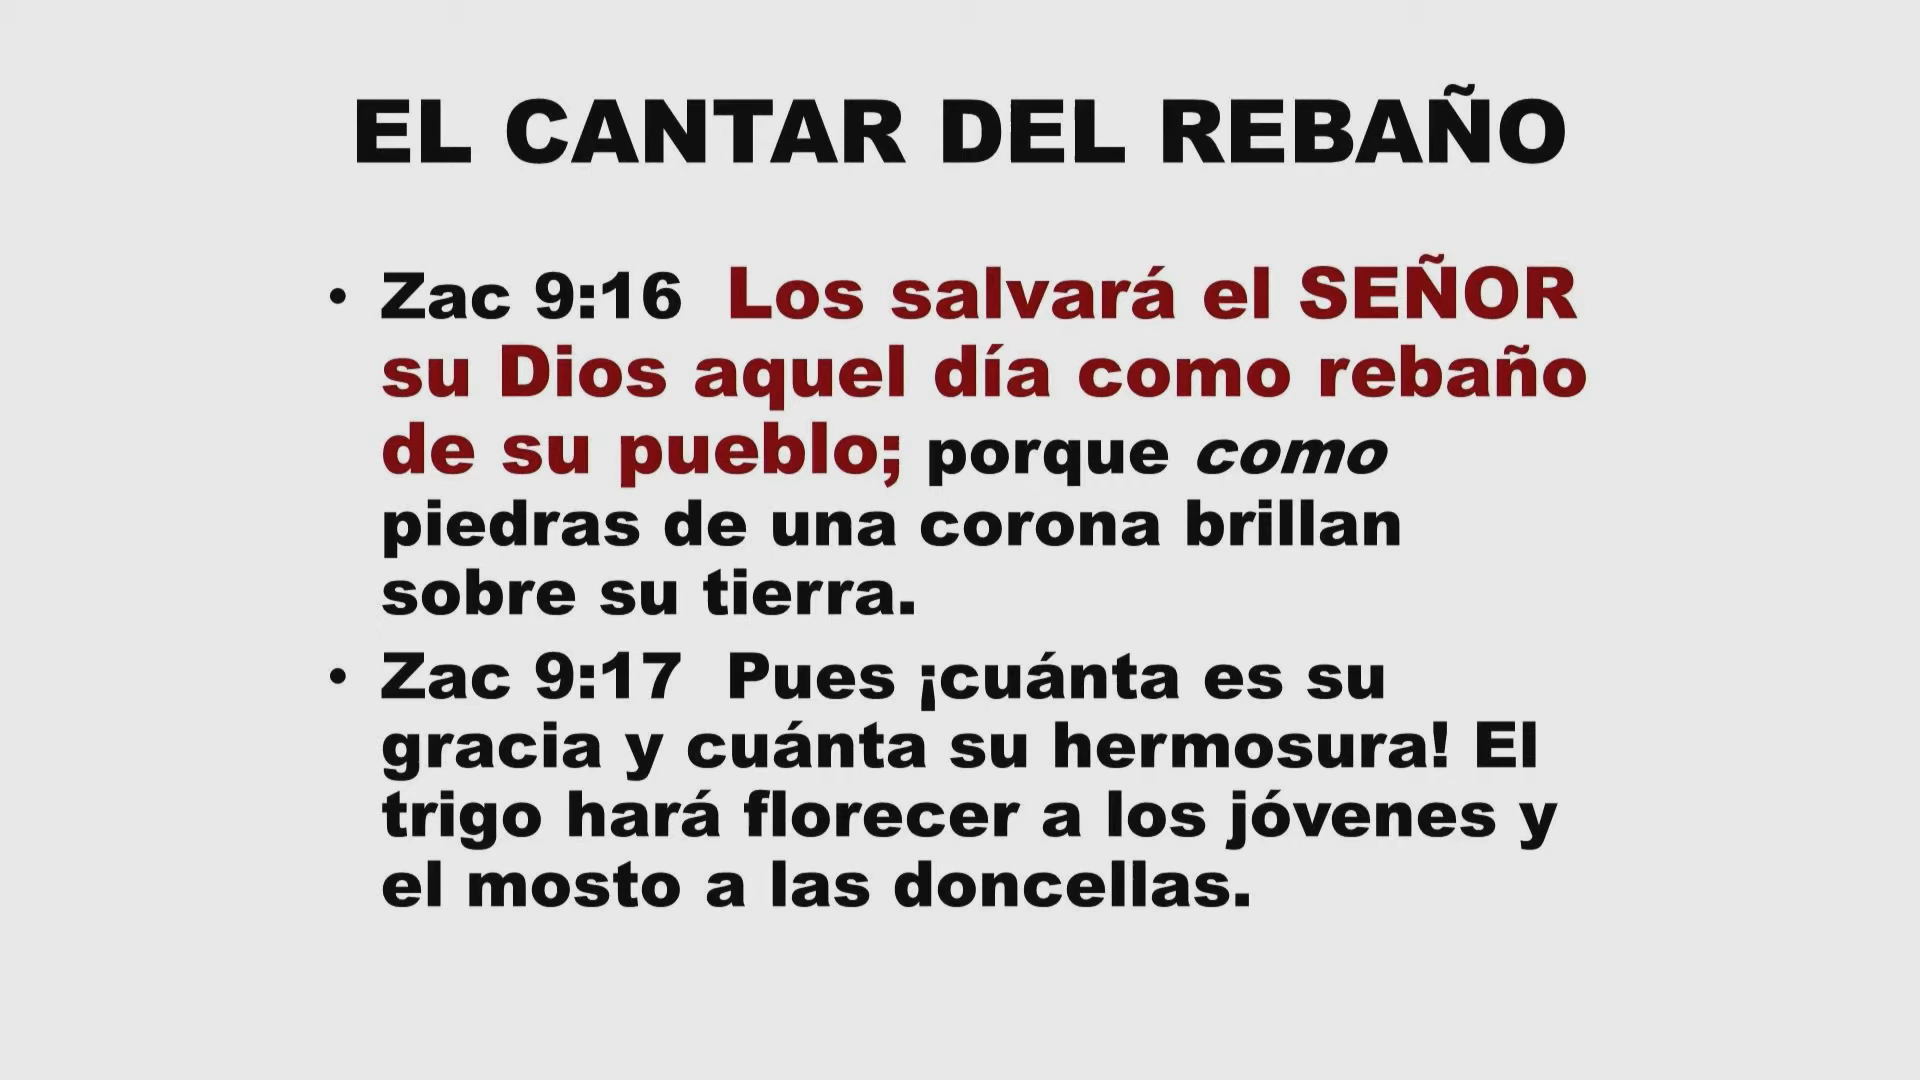 EL CANTAR DEL REBAÑO
• Zac 9:16 Los salvará el SEÑOR
su Dios aquel día como rebaño
de su pueblo; porque como
piedras de una corona brillan
sobre su tierra.
• Zac 9:17 Pues ¡cuánta es su
gracia y cuánta su hermosura! El
trigo hará florecer a los jóvenes y
el mosto a las doncellas.